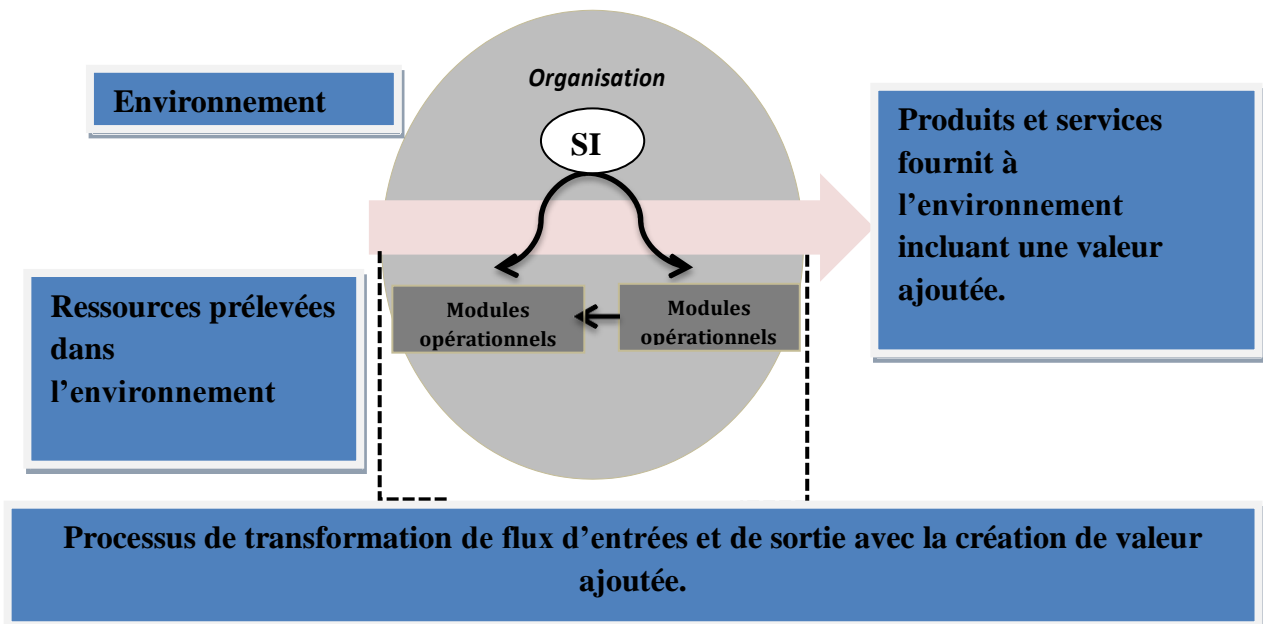 Organisation
Environnement
SI
Produits et services
fournit à
l’environnement
incluant une valeur
ajoutée.
Ressources prélevées
dans
l’environnement
Modules
opérationnels
Modules
opérationnels
Processus de transformation de flux d’entrées et de sortie avec la création de valeur
ajoutée.